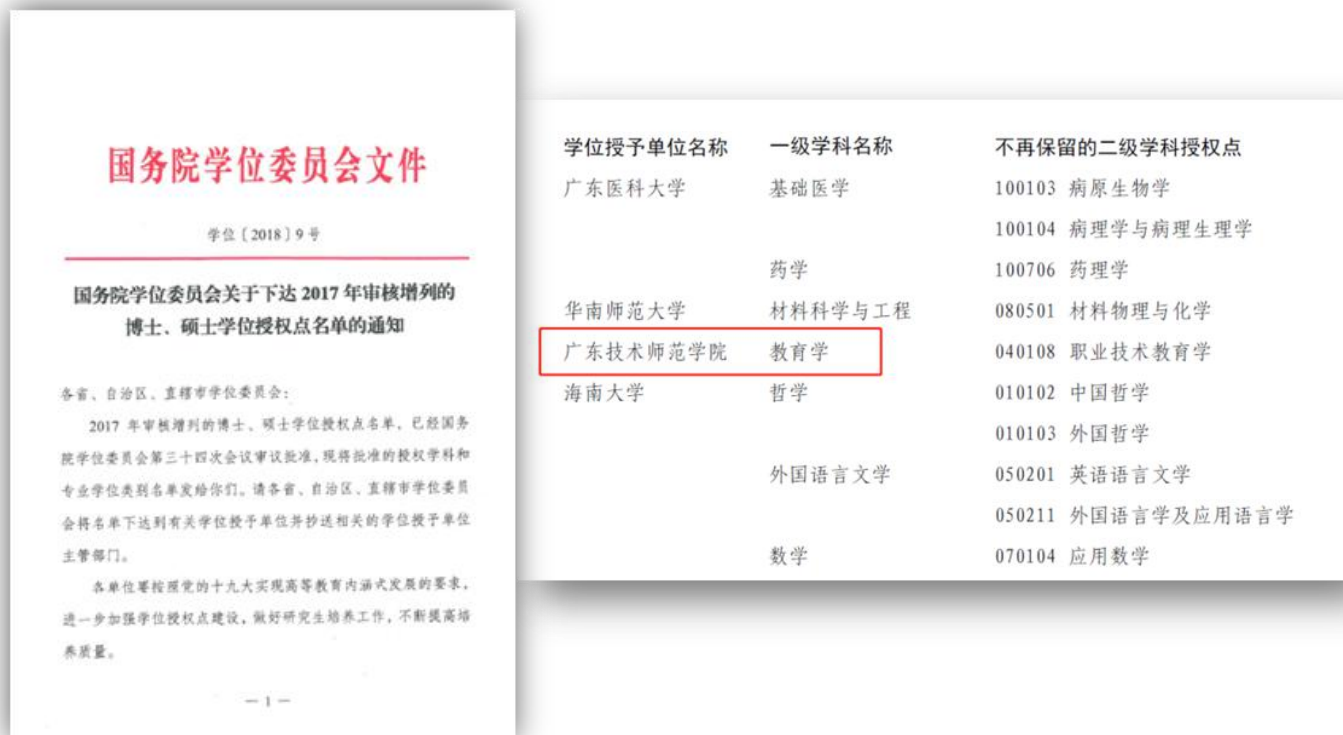 国务院学位委员会文件
学位〔2018〕9号
国务院学位委员会关于下达 2017 年审核增列的
博士、硕士学位授权点名单的通知
各省、自治区、直辖市学位委员会：
2017 年审核增列的博士、硕士学位授权点名单，已经国务
院学位委员会第三十四次会议审议批准，现将批准的授权学科和
专业学位类别名单发给你们。请各省、自治区、直辖市学位委员
会将名单下达到有关学位授予单位并抄送相关的学位授予单位
主管部门。
各单位要按照党的十九大实现高等教育内涵式发展的要求，
进一步加强学位授权点建设，做好研究生培养工作，不断提高培
养质量。
— 1 —
学位授予单位名称 一级学科名称 不再保留的二级学科授权点
广东医科大学 基础医学 100103 病原生物学
100104 病理学与病理生理学
药学 100706 药理学
华南师范大学 材料科学与工程 080501 材料物理与化学
广东技术师范学院 教育学 040108 职业技术教育学
海南大学 哲学 010102 中国哲学
010103 外国哲学
外国语言文学 050201 英语语言文学
050211 外国语言学及应用语言学
数学 070104 应用数学